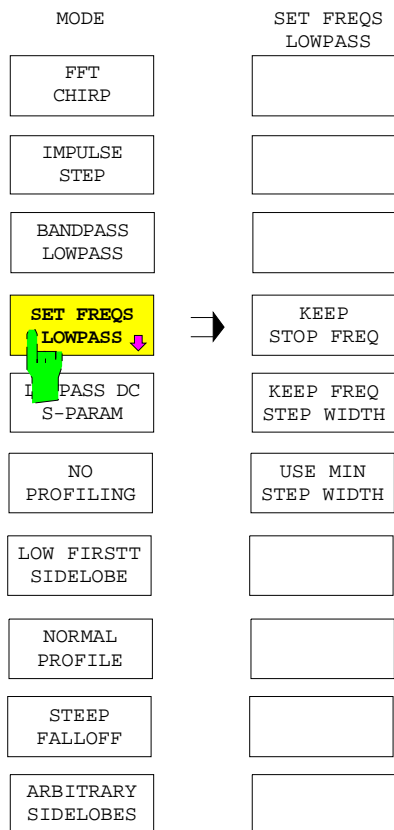 MODE
FFT
CHIRP
IMPULSE
STEP
BANDPASS
LOWPASS
SET FREQS
LOWPASS
PASS DC
S-PARAM
NO
PROFILING
LOW FIRSTT
SIDELOBE
NORMAL
PROFILE
STEEP
FALLOFF
ARBITRARY
SIDELOBES
SET FREQS
LOWPASS
KEEP
STOP FREQ
KEEP FREQ
STEP WIDTH
USE MIN
STEP WIDTH